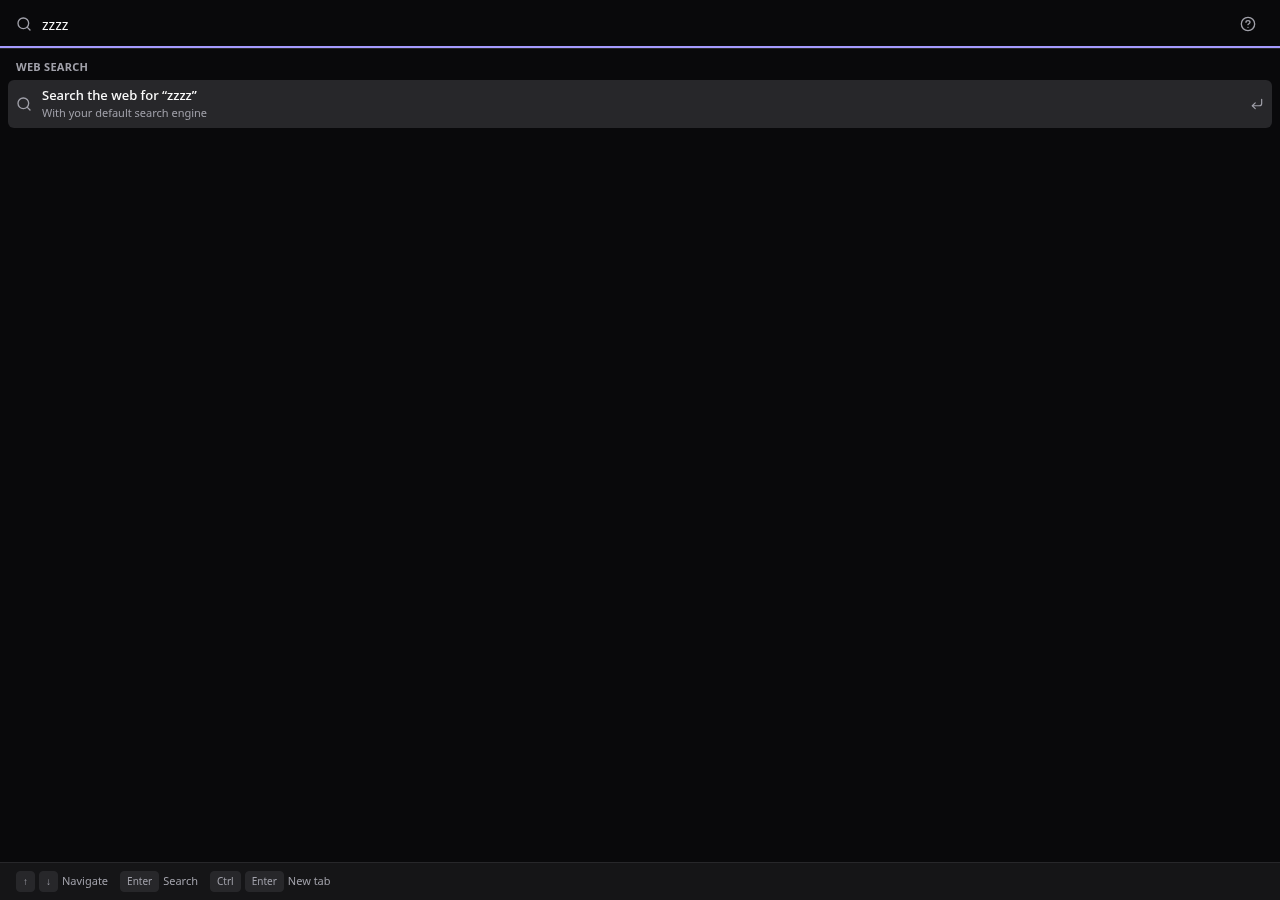 zzzz
WEB SEARCH
Search the web for “zzzz”
With your default search engine
↑ ↓ Navigate Enter Search Ctrl Enter New tab